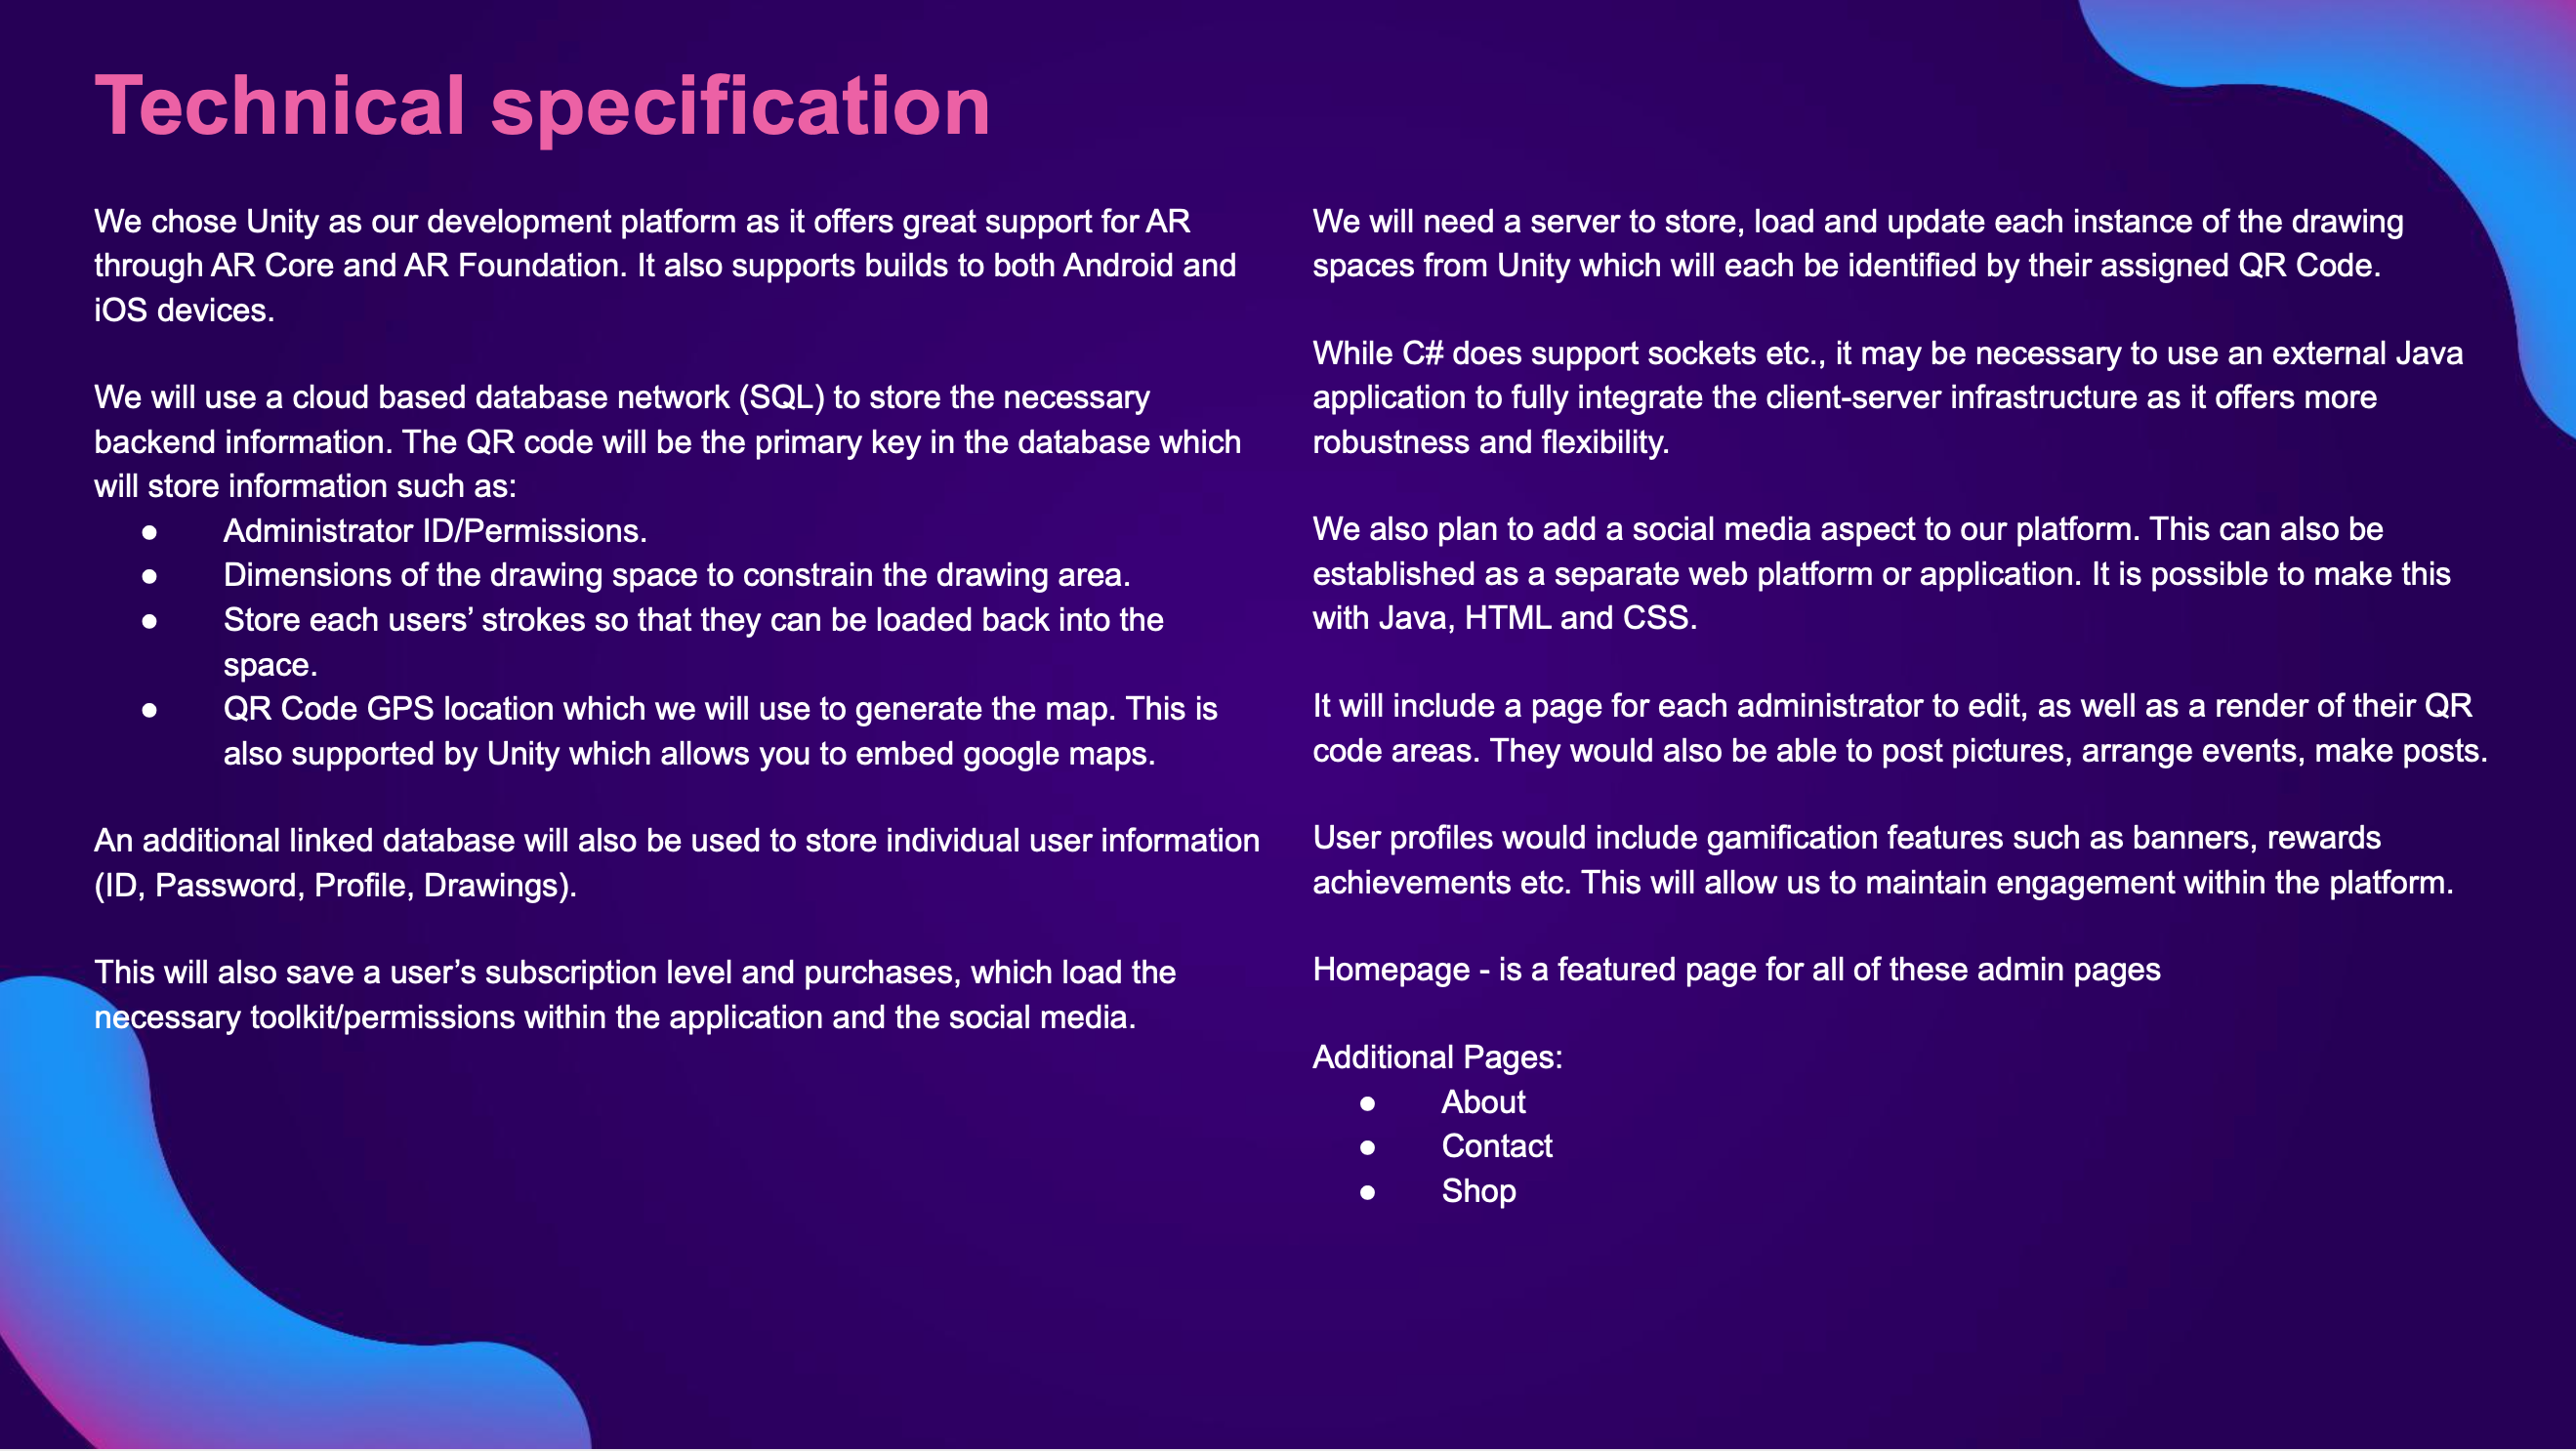 Technical specification
We chose Unity as our development platform as it offers great support for AR
through AR Core and AR Foundation. It also supports builds to both Android and
iOS devices.
We will use a cloud based database network (SQL) to store the necessary
backend information. The QR code will be the primary key in the database which
will store information such as:
● Administrator ID/Permissions.
● Dimensions of the drawing space to constrain the drawing area.
● Store each users’ strokes so that they can be loaded back into the
space.
● QR Code GPS location which we will use to generate the map. This is
also supported by Unity which allows you to embed google maps.
An additional linked database will also be used to store individual user information
(ID, Password, Profile, Drawings).
This will also save a user’s subscription level and purchases, which load the
necessary toolkit/permissions within the application and the social media.
We will need a server to store, load and update each instance of the drawing
spaces from Unity which will each be identified by their assigned QR Code.
While C# does support sockets etc., it may be necessary to use an external Java
application to fully integrate the client-server infrastructure as it offers more
robustness and flexibility.
We also plan to add a social media aspect to our platform. This can also be
established as a separate web platform or application. It is possible to make this
with Java, HTML and CSS.
It will include a page for each administrator to edit, as well as a render of their QR
code areas. They would also be able to post pictures, arrange events, make posts.
User profiles would include gamification features such as banners, rewards
achievements etc. This will allow us to maintain engagement within the platform.
Homepage - is a featured page for all of these admin pages
Additional Pages:
● About
● Contact
● Shop